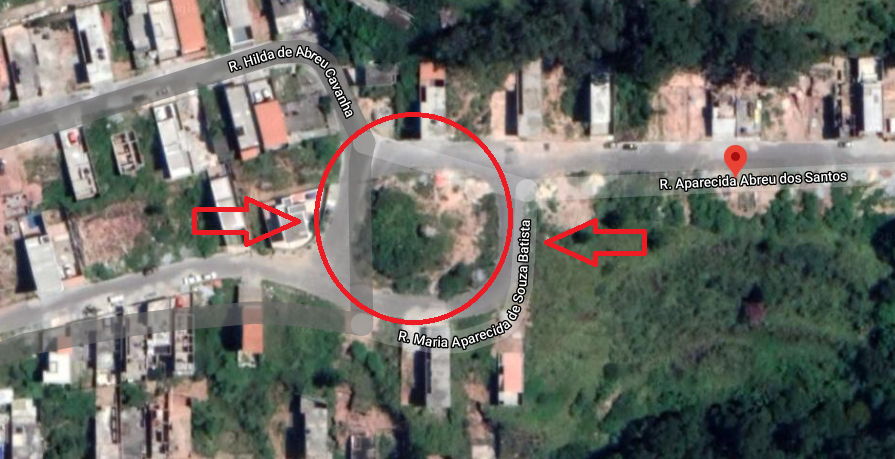 R. Hilda de Abreu Cavanha
R. Aparecida Abreu dos Santos
R. Maria Aparecida de Souza Batista